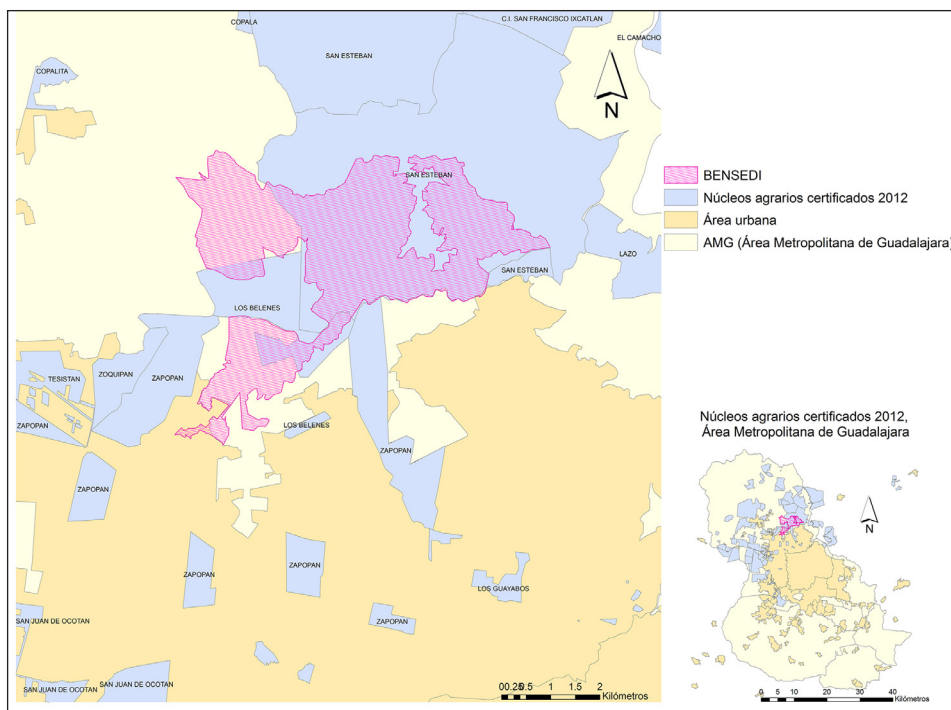 COPALA
C.I. SAN FRANCISCO IXCATLAN
EL CAMACHO
SAN ESTEBAN
COPALITA
N
SAN ESTEBAN
BENSEDI
Núcleos agrarios certificados 2012
Área urbana
AMG (Área Metropolitana de Guadalajara)
LAZO
SAN ESTEBAN
LOS BELENES
ZOQUIPAN
ZAPOPAN
TESISTAN
ZAPOPAN
LOS BELENES
ZAPOPAN
ZAPOPAN
ZAPOPAN
ZAPOPAN
LOS GUAYABOS
ZAPOPAN
SAN JUAN DE OCOTAN
SAN JUAN DE OCOTAN
SAN JUAN DE OCOTAN
00.250.5 1 1.5 2
Kilómetros
Núcleos agrarios certificados 2012,
Área Metropolitana de Guadalajara
N
0 5 10 20 30 40
Kilómetros